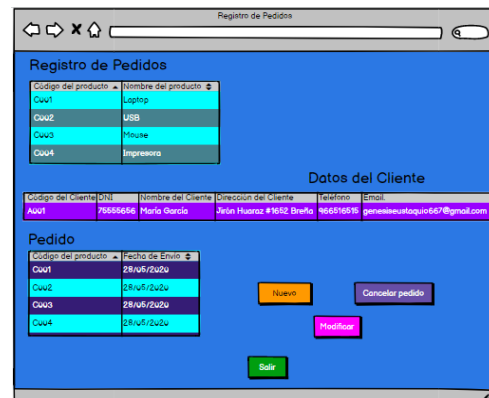 Registro de Pedidos
Registro de Pedidos
Código del producto Nombre del producto
C001 Laptop
C002 USB
C003 Mouse
C004 Impresora
Datos del Cliente
Código del Cliente DNI Nombre del Cliente Dirección del Cliente Teléfono Email.
A001 75555656 María García Jirón Huaraz #1652 Breña 966516515 genesiseustaquio667@gmail.com
Pedido
Código del producto Fecha de Envío
C001 28/05/2020
C002 28/05/2020
C003 28/05/2020
C004 28/05/2020
Nuevo Cancelar pedido
Modificar
Salir